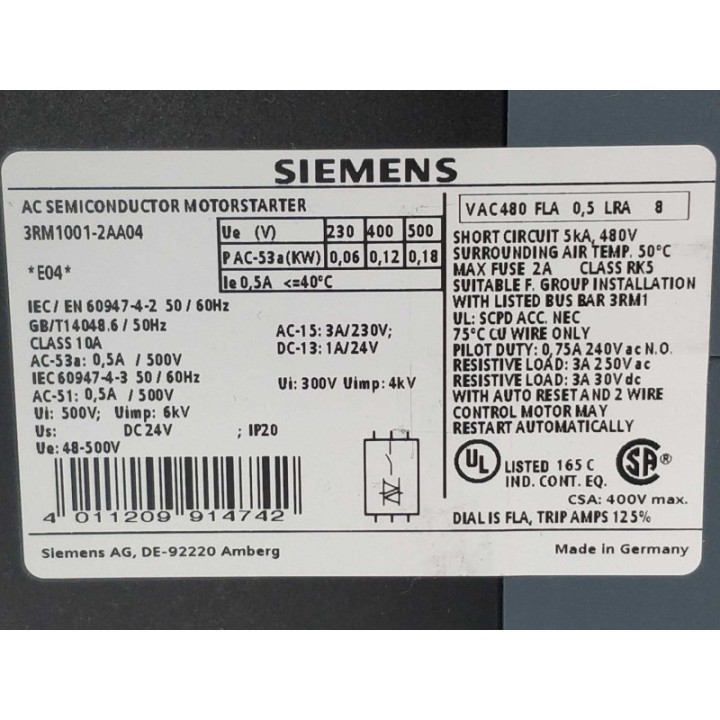 SIEMENS
AC SEMICONDUCTOR MOTORSTARTER
3RM1001-2AA04
*E04*
Ue (V) 230 400 500
P AC-53a(KW) 0,06 0,12 0,18
Ie 0,5A <=40°C
IEC/ EN 60947-4-2 50 / 60Hz
GB/T14048.6 / 50Hz
CLASS 10A
AC-53a: 0,5A / 500V
IEC 60947-4-3 50 / 60Hz
AC-51: 0,5A / 500V
Ui: 500V; Uimp: 6kV
Us: DC 24V ; IP20
Ue: 48-500V
AC-15: 3A/230V;
DC-13: 1A/24V
Ui: 300V Uimp: 4kV
4 011209 914742
VAC480 FLA 0,5 LRA 8
SHORT CIRCUIT 5kA, 480V
SURROUNDING AIR TEMP. 50°C
MAX FUSE 2A CLASS RK5
SUITABLE F. GROUP INSTALLATION
WITH LISTED BUS BAR 3RM1
UL: SCPD ACC. NEC
75°C CU WIRE ONLY
PILOT DUTY: 0,75A 240V ac N.O.
RESISTIVE LOAD: 3A 250V ac
RESISTIVE LOAD: 3A 30V dc
WITH AUTO RESET AND 2 WIRE
CONTROL MOTOR MAY
RESTART AUTOMATICALLY
UL LISTED 165 C
IND. CONT. EQ.
SA ®
CSA: 400V max.
DIAL IS FLA, TRIP AMPS 125%
Siemens AG, DE-92220 Amberg
Made in Germany